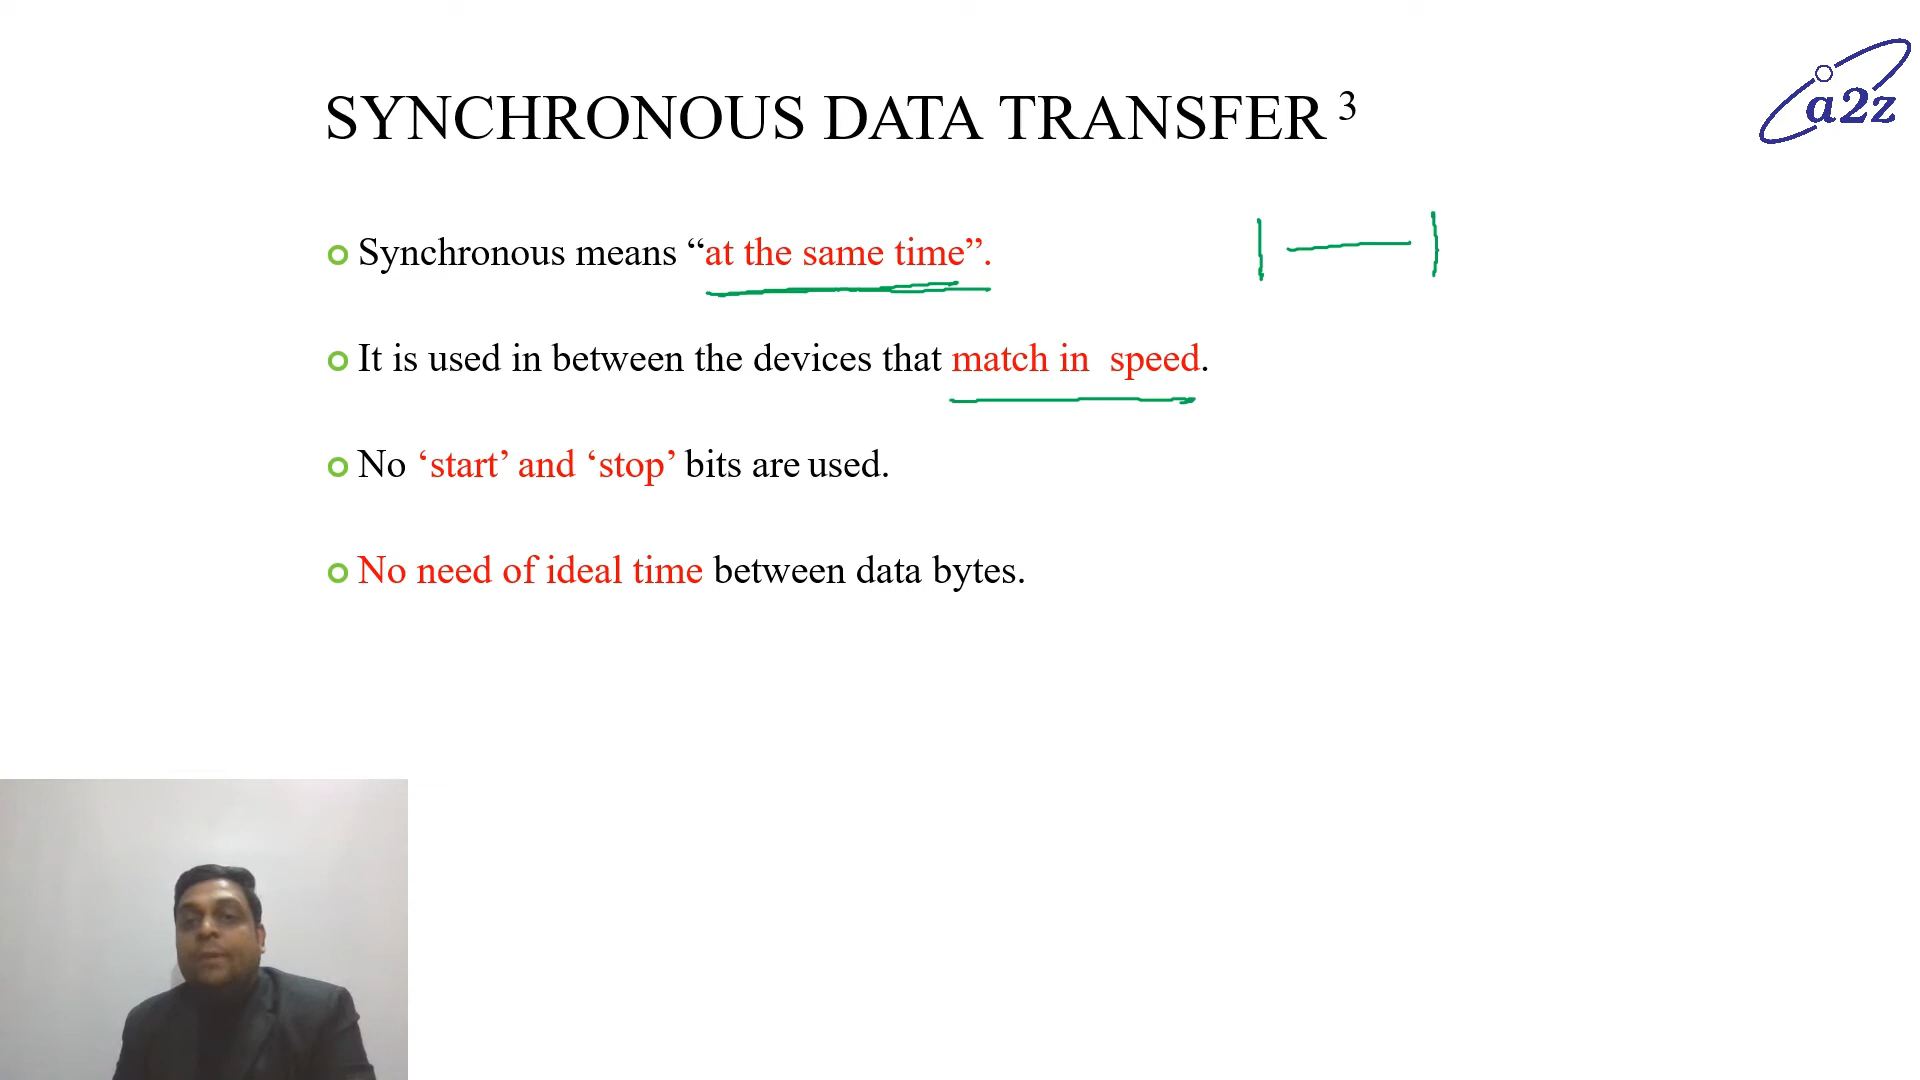 SYNCHRONOUS DATA TRANSFER 3
a2z
Synchronous means “at the same time”.
It is used in between the devices that match in speed.
No ‘start’ and ‘stop’ bits are used.
No need of ideal time between data bytes.